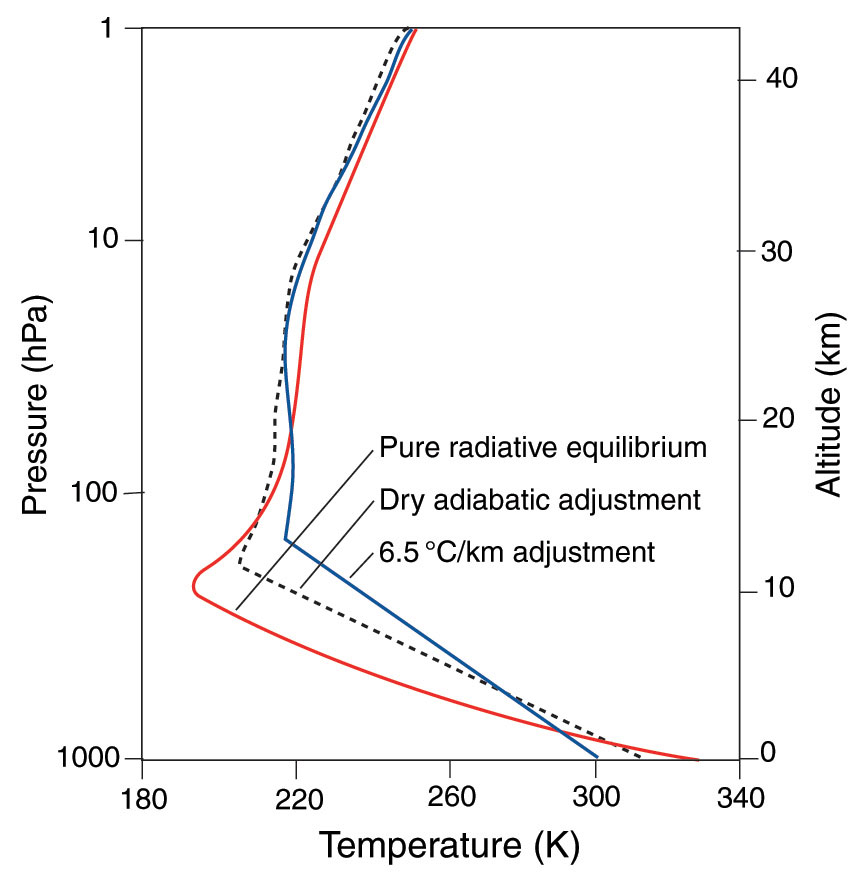 1
10
100
1000
Pressure (hPa)
40
30
20
10
0
Altitude (km)
Pure radiative equilibrium
Dry adiabatic adjustment
6.5 °C/km adjustment
180
220
260
300
340
Temperature (K)